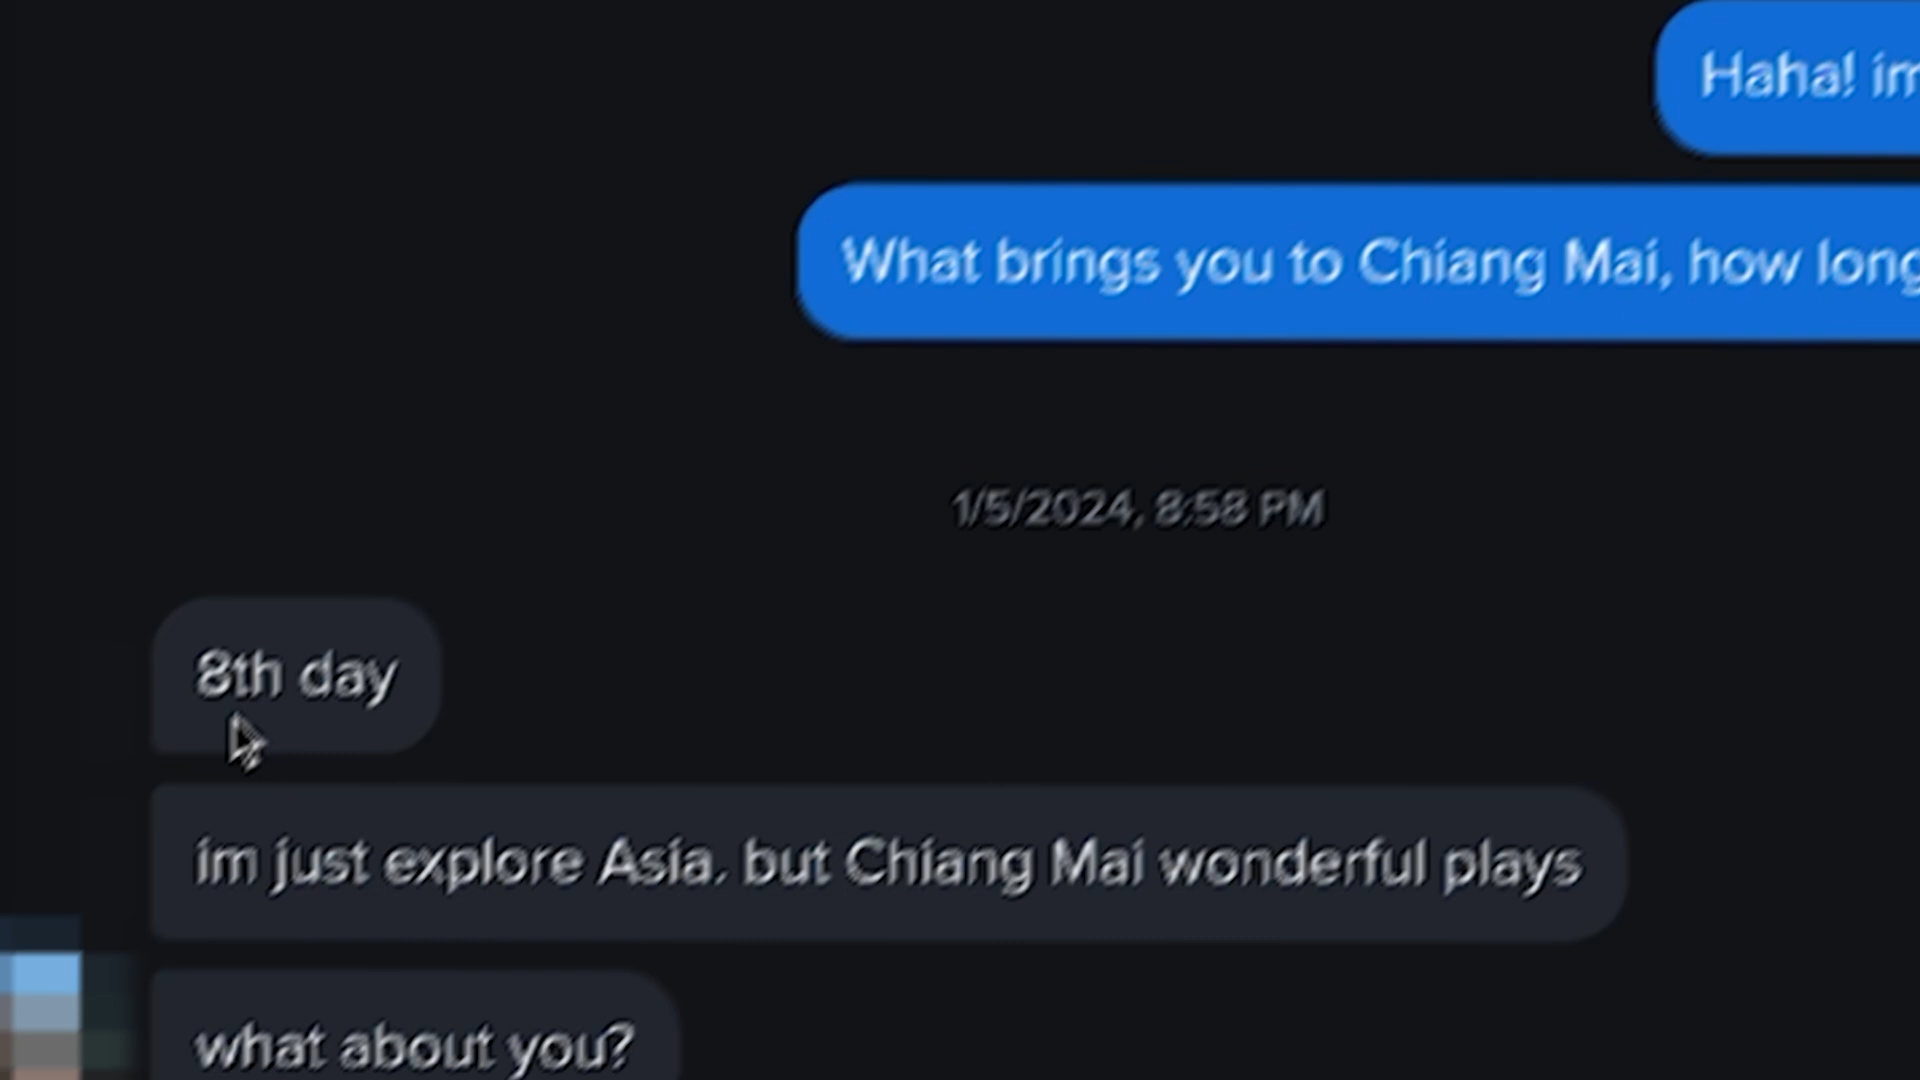 Haha! im
What brings you to Chiang Mai, how long
1/5/2024, 8:58 PM
8th day
im just explore Asia. but Chiang Mai wonderful plays
what about you?